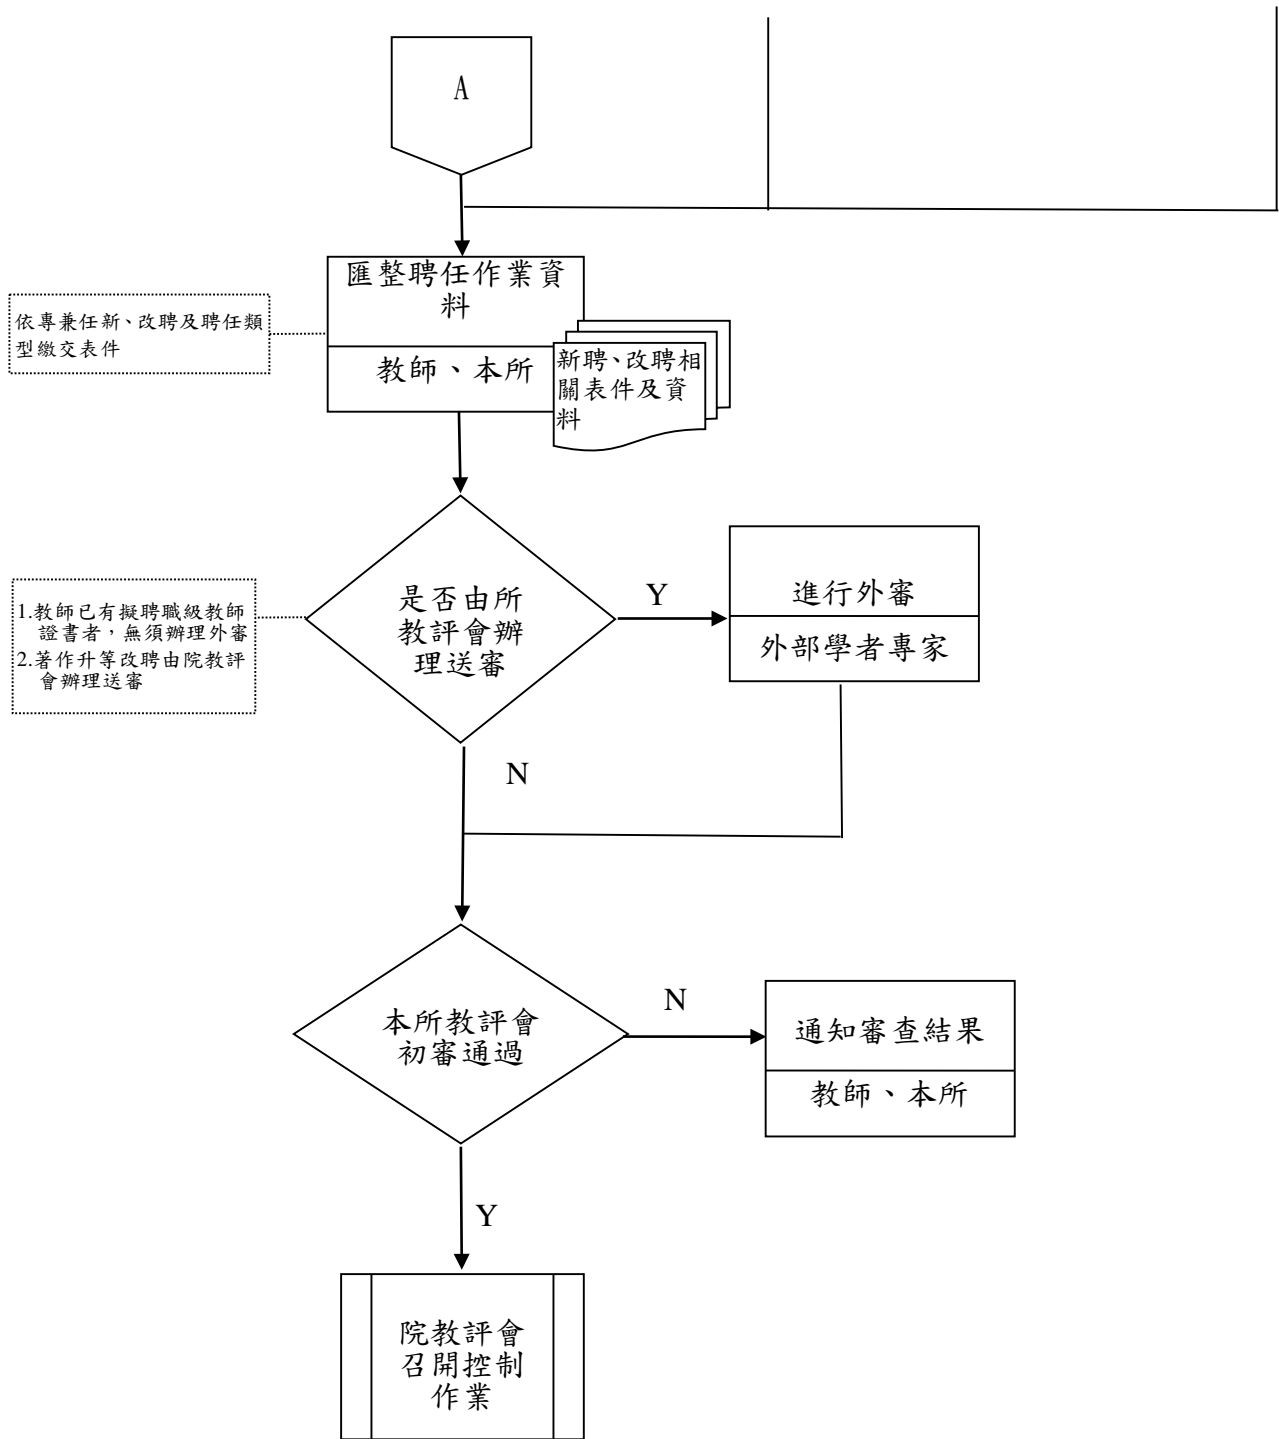 A
匯整聘任作業資
料
教師、本所
依專兼任新、改聘及聘任類
型繳交表件
新聘、改聘相
關表件及資
料
是否由所
教評會辦
理送審
Y
進行外審
外部學者專家
1.教師已有擬聘職級教師
證書者，無須辦理外審
2.著作升等改聘由院教評
會辦理送審
N
本所教評會
初審通過
N
通知審查結果
教師、本所
Y
院教評會
召開控制
作業